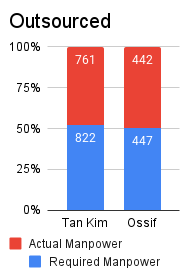 Outsourced
100%
75%
50%
25%
0%
761
442
822
447
Tan Kim
Ossif
Actual Manpower
Required Manpower